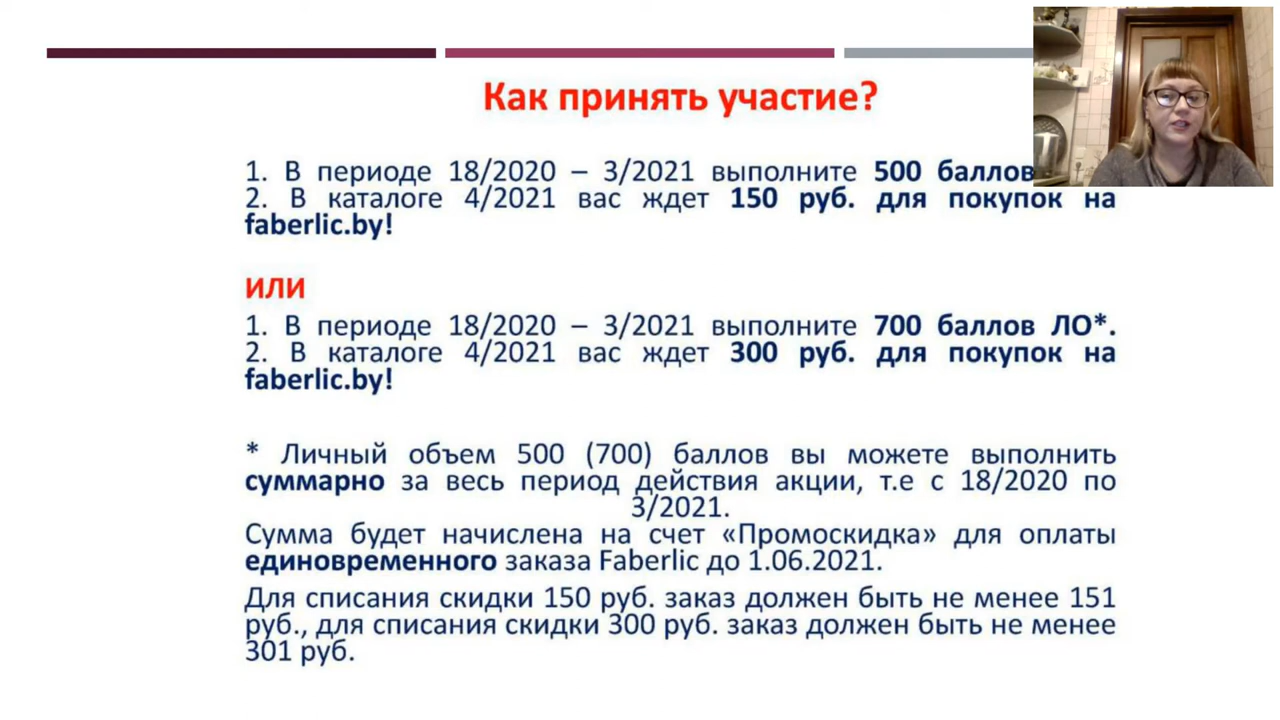 Как принять участие?
1. В периоде 18/2020 – 3/2021 выполните 500 баллов
2. В каталоге 4/2021 вас ждет 150 руб. для покупок на
faberlic.by!
ИЛИ
1. В периоде 18/2020 – 3/2021 выполните 700 баллов ЛО*.
2. В каталоге 4/2021 вас ждет 300 руб. для покупок на
faberlic.by!
* Личный объем 500 (700) баллов вы можете выполнить
суммарно за весь период действия акции, т.е с 18/2020 по
3/2021.
Сумма будет начислена на счет «Промоскидка» для оплаты
единовременного заказа Faberlic до 1.06.2021.
Для списания скидки 150 руб. заказ должен быть не менее 151
руб., для списания скидки 300 руб. заказ должен быть не менее
301 руб.